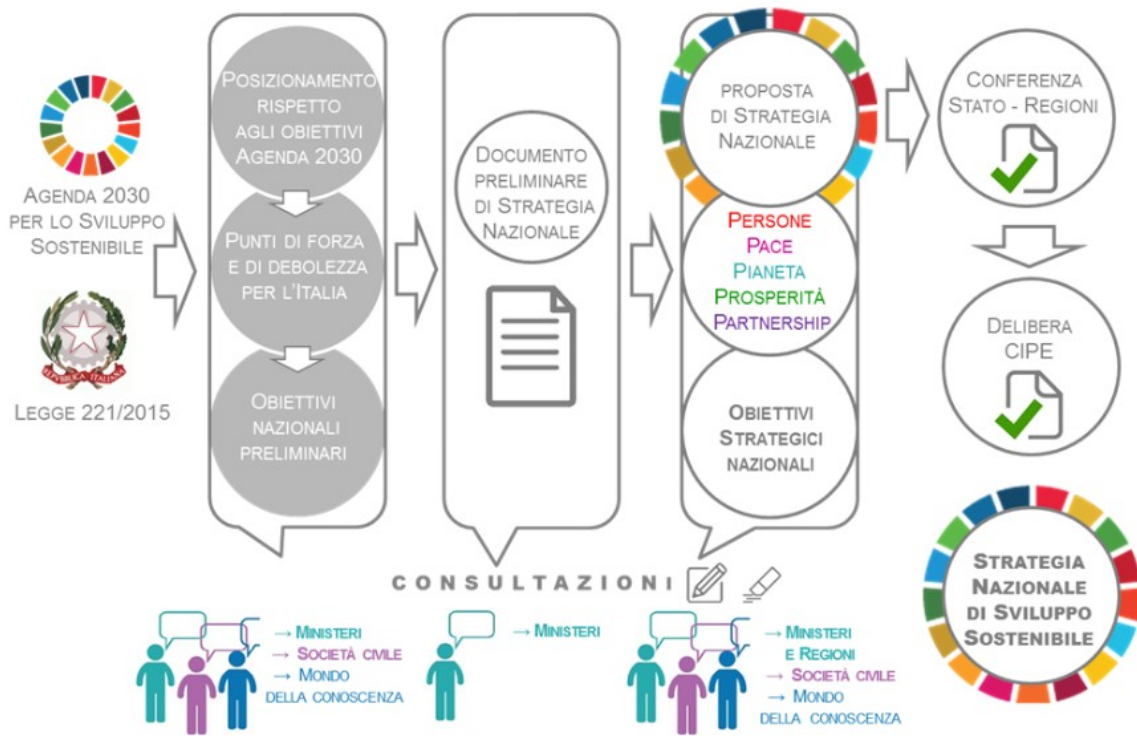 AGENDA 2030
PER LO SVILUPPO
SOSTENIBILE
REPVBBLICA ITALIANA
LEGGE 221/2015
POSIZIONAMENTO
RISPETTO
AGLI OBIETTIVI
AGENDA 2030
PUNTI DI FORZA
E DI DEBOLEZZA
PER L'ITALIA
OBIETTIVI
NAZIONALI
PRELIMINARI
DOCUMENTO
PRELIMINARE
DI STRATEGIA
NAZIONALE
PROPOSTA
DI STRATEGIA
NAZIONALE
PERSONE
PACE
PIANETA
PROSPERITÀ
PARTNERSHIP
OBIETTIVI
STRATEGICI
NAZIONALI
CONFERENZA
STATO - REGIONI
DELIBERA
CIPE
STRATEGIA
NAZIONALE
DI SVILUPPO
SOSTENIBILE
CONSULTAZIONI
→ MINISTERI
→ SOCIETÀ CIVILE
→ MONDO
DELLA CONOSCENZA
→ MINISTERI
→ MINISTERI
E REGIONI
→ SOCIETÀ CIVILE
→ MONDO
DELLA CONOSCENZA